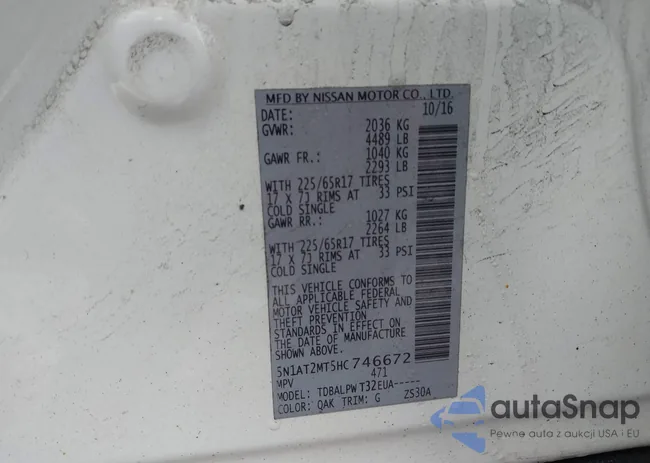 MFD BY NISSAN MOTOR CO., LTD.
DATE: 10/16
GVWR: 2036 KG
4489 LB
GAWR FR.: 1040 KG
2293 LB
WITH 225/65R17 TIRES
17 X 7J RIMS AT 33 PSI
COLD SINGLE
GAWR RR.: 1027 KG
2264 LB
WITH 225/65R17 TIRES
17 X 7J RIMS AT 33 PSI
COLD SINGLE
THIS VEHICLE CONFORMS TO
ALL APPLICABLE FEDERAL
MOTOR VEHICLE SAFETY AND
THEFT PREVENTION
STANDARDS IN EFFECT ON
THE DATE OF MANUFACTURE
SHOWN ABOVE.
5N1AT2MT5HC746672
MPV 471
MODEL: TDBALPW T32EUA-----
COLOR: QAK TRIM: G ZS30A
autoSnap
Pewne auta z aukcji USA i EU